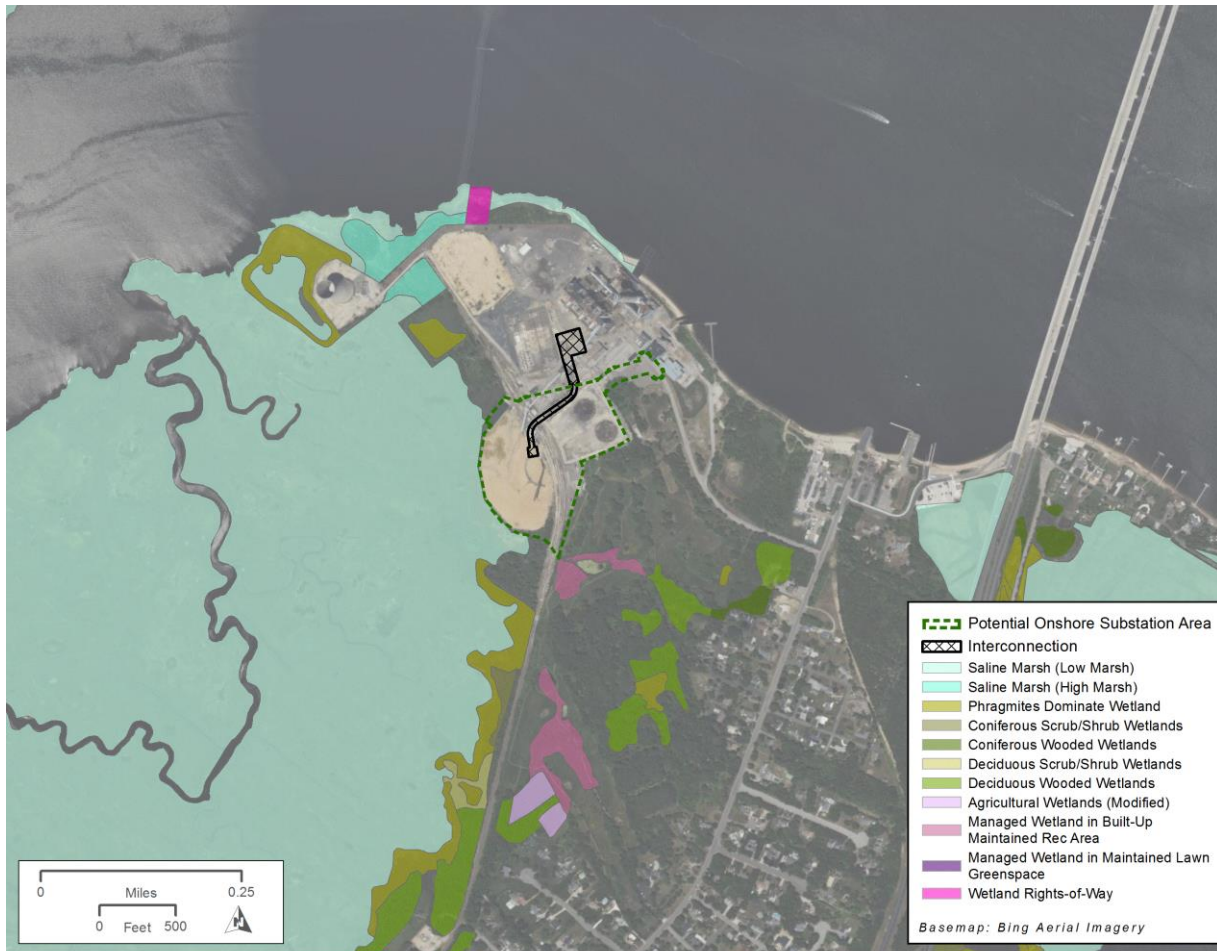 Potential Onshore Substation Area
Interconnection
Saline Marsh (Low Marsh)
Saline Marsh (High Marsh)
Phragmites Dominate Wetland
Coniferous Scrub/Shrub Wetlands
Coniferous Wooded Wetlands
Deciduous Scrub/Shrub Wetlands
Deciduous Wooded Wetlands
Agricultural Wetlands (Modified)
Managed Wetland in Built-Up
Maintained Rec Area
Managed Wetland in Maintained Lawn
Greenspace
Wetland Rights-of-Way
Basemap: Bing Aerial Imagery
0 0.25
Miles
0 500
Feet
N